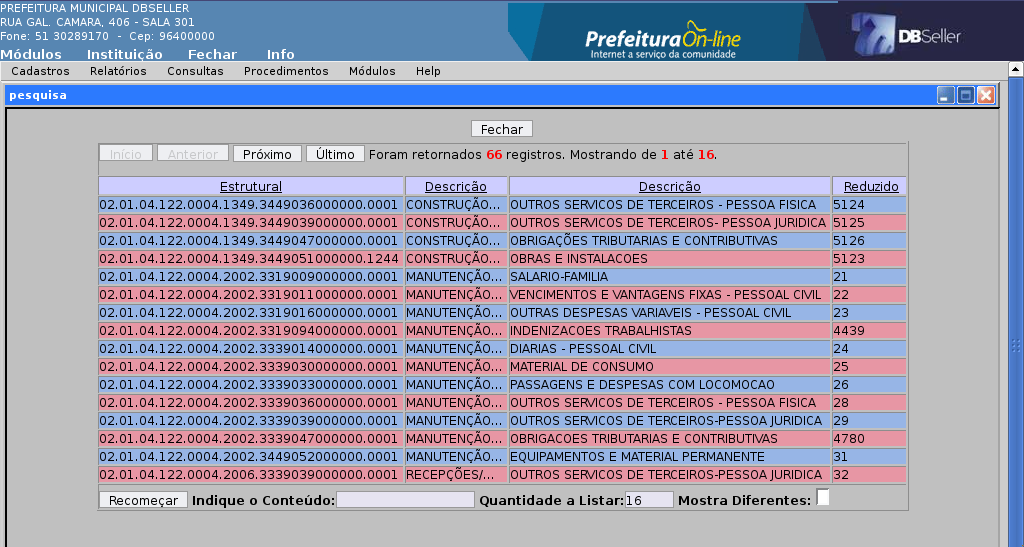 PREFEITURA MUNICIPAL DBSELLER
RUA GAL. CAMARA, 406 - SALA 301
Fone: 51 30289170 - Cep: 96400000
Módulos Instituição Fechar Info
PrefeituraOn-line
Internet a serviço da comunidade
DBSeller
Cadastros Relatórios Consultas Procedimentos Módulos Help
pesquisa
Fechar
Início Anterior Próximo Último Foram retornados 66 registros. Mostrando de 1 até 16.
Estrutural Descrição Descrição Reduzido
02.01.04.122.0004.1349.3449036000000.0001 CONSTRUÇÃO... OUTROS SERVICOS DE TERCEIROS - PESSOA FISICA 5124
02.01.04.122.0004.1349.3449039000000.0001 CONSTRUÇÃO... OUTROS SERVICOS DE TERCEIROS- PESSOA JURIDICA 5125
02.01.04.122.0004.1349.3449047000000.0001 CONSTRUÇÃO... OBRIGAÇÕES TRIBUTARIAS E CONTRIBUTIVAS 5126
02.01.04.122.0004.1349.3449051000000.1244 CONSTRUÇÃO... OBRAS E INSTALACOES 5123
02.01.04.122.0004.2002.3319009000000.0001 MANUTENÇÃO... SALARIO-FAMILIA 21
02.01.04.122.0004.2002.3319011000000.0001 MANUTENÇÃO... VENCIMENTOS E VANTAGENS FIXAS - PESSOAL CIVIL 22
02.01.04.122.0004.2002.3319016000000.0001 MANUTENÇÃO... OUTRAS DESPESAS VARIAVEIS - PESSOAL CIVIL 23
02.01.04.122.0004.2002.3319094000000.0001 MANUTENÇÃO... INDENIZACOES TRABALHISTAS 4439
02.01.04.122.0004.2002.3339014000000.0001 MANUTENÇÃO... DIARIAS - PESSOAL CIVIL 24
02.01.04.122.0004.2002.3339030000000.0001 MANUTENÇÃO... MATERIAL DE CONSUMO 25
02.01.04.122.0004.2002.3339033000000.0001 MANUTENÇÃO... PASSAGENS E DESPESAS COM LOCOMOCAO 26
02.01.04.122.0004.2002.3339036000000.0001 MANUTENÇÃO... OUTROS SERVICOS DE TERCEIROS - PESSOA FISICA 28
02.01.04.122.0004.2002.3339039000000.0001 MANUTENÇÃO... OUTROS SERVICOS DE TERCEIROS-PESSOA JURIDICA 29
02.01.04.122.0004.2002.3339047000000.0001 MANUTENÇÃO... OBRIGACOES TRIBUTARIAS E CONTRIBUTIVAS 4780
02.01.04.122.0004.2002.3449052000000.0001 MANUTENÇÃO... EQUIPAMENTOS E MATERIAL PERMANENTE 31
02.01.04.122.0004.2006.3339039000000.0001 RECEPÇÕES/... OUTROS SERVICOS DE TERCEIROS-PESSOA JURIDICA 32
Recomeçar Indique o Conteúdo: Quantidade a Listar: 16 Mostra Diferentes: